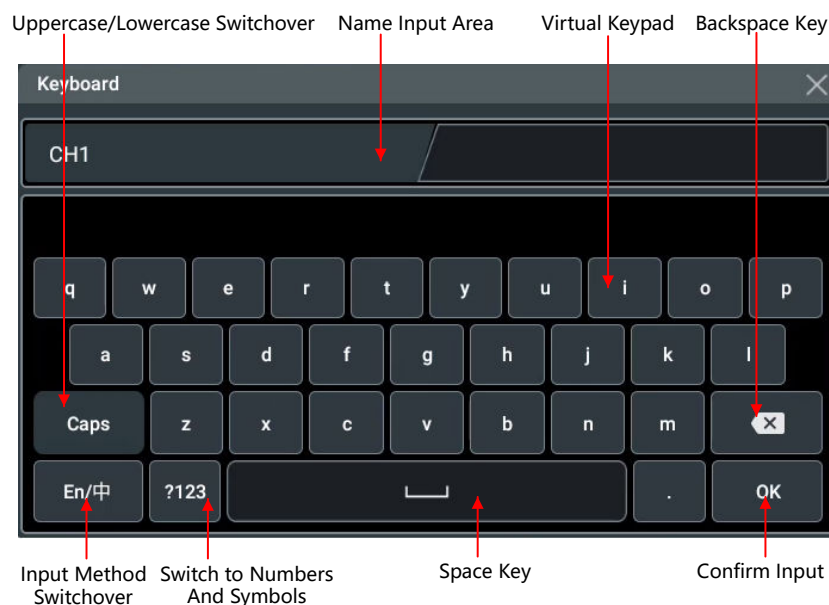 Uppercase/Lowercase Switchover Name Input Area Virtual Keypad Backspace Key
Keyboard
CH1
q w e r t y u i o p
a s d f g h j k l
Caps z x c v b n m
En/中 ?123 . OK
Input Method Switchover
Switch to Numbers And Symbols
Space Key
Confirm Input